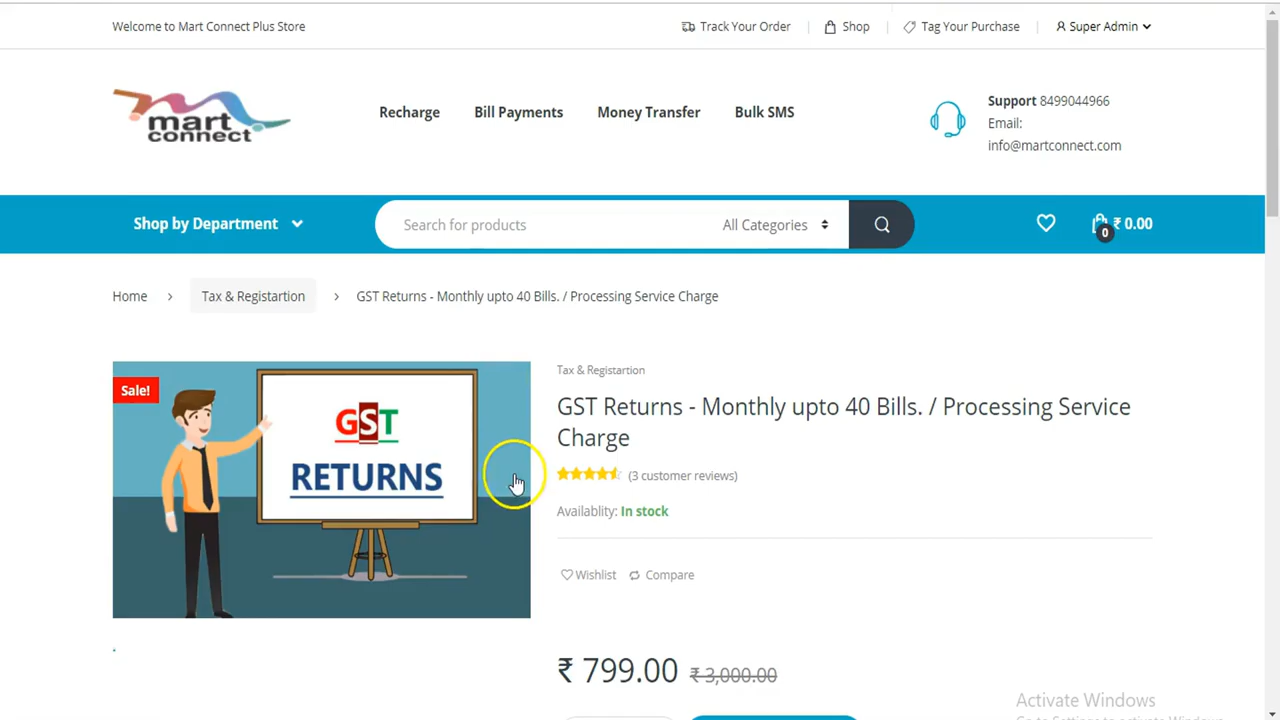 Welcome to Mart Connect Plus Store
Track Your Order
Shop
Tag Your Purchase
Super Admin
mart
connect
Recharge
Bill Payments
Money Transfer
Bulk SMS
Support 8499044966
Email:
info@martconnect.com
Shop by Department
Search for products
All Categories
0
₹ 0.00
Home
Tax & Registartion
GST Returns - Monthly upto 40 Bills. / Processing Service Charge
Sale!
GST
RETURNS
Tax & Registartion
GST Returns - Monthly upto 40 Bills. / Processing Service
Charge
(3 customer reviews)
Availablity: In stock
Wishlist
Compare
₹ 799.00 ₹ 3,000.00
Activate Windows